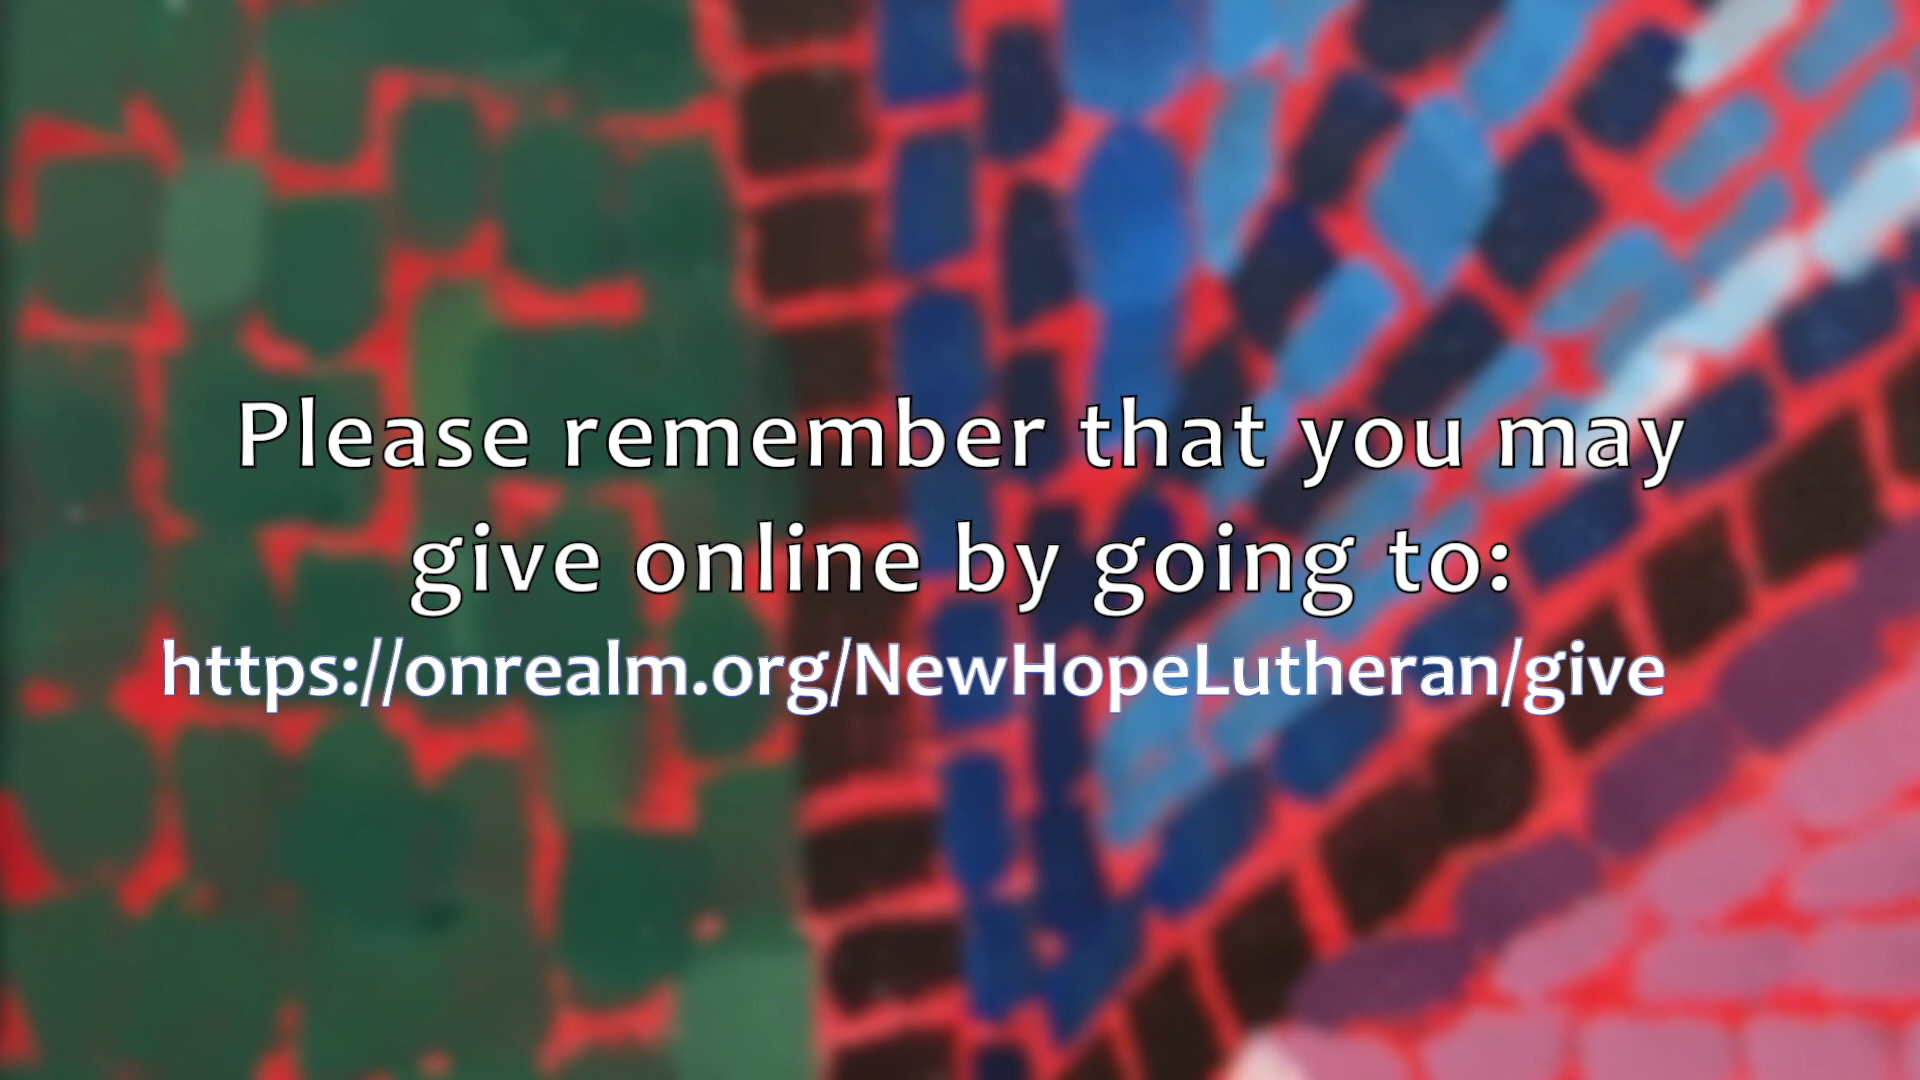 Please remember that you may
give online by going to:
https://onrealm.org/NewHopeLutheran/give